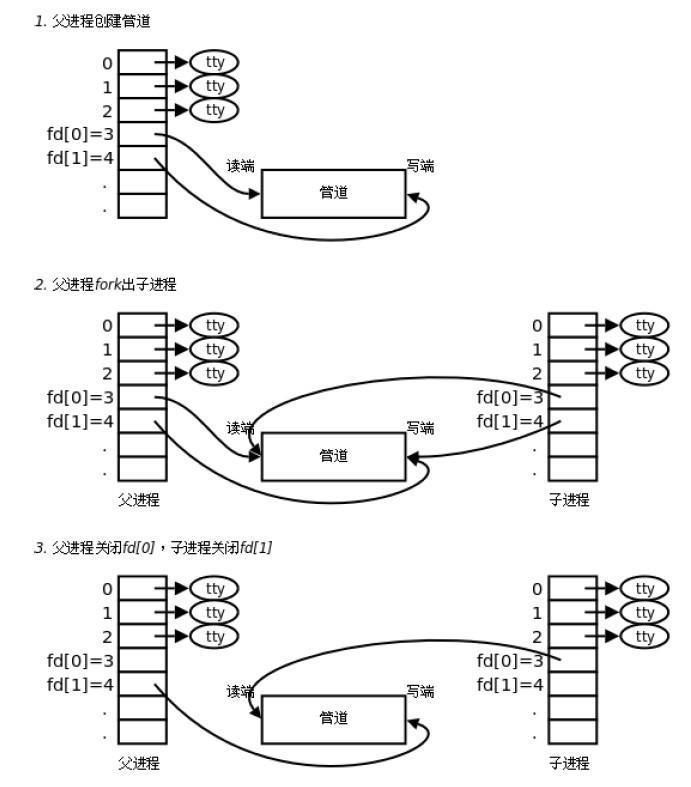 1. 父进程创建管道
0 tty
1 tty
2 tty
fd[0]=3
fd[1]=4
.
.
读端 写端
管道
2. 父进程fork出子进程
0 tty 0 tty
1 tty 1 tty
2 tty 2 tty
fd[0]=3 fd[0]=3
fd[1]=4 fd[1]=4
读端 写端
. .
管道
. .
父进程 子进程
3. 父进程关闭fd[0]，子进程关闭fd[1]
0 tty 0 tty
1 tty 1 tty
2 tty 2 tty
fd[0]=3 fd[0]=3
fd[1]=4 fd[1]=4
读端 写端
. .
管道
. .
父进程 子进程